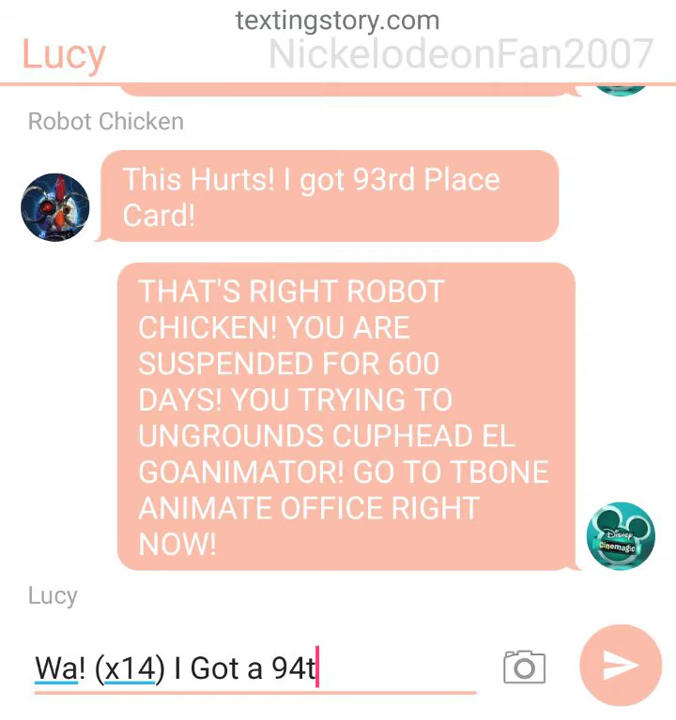 textingstory.com
Lucy NickelodeonFan2007
Robot Chicken
This Hurts! I got 93rd Place
Card!
THAT'S RIGHT ROBOT
CHICKEN! YOU ARE
SUSPENDED FOR 600
DAYS! YOU TRYING TO
UNGROUNDS CUPHEAD EL
GOANIMATOR! GO TO TBONE
ANIMATE OFFICE RIGHT
NOW!
Disney
Cinemagic
Lucy
Wa! (x14) I Got a 94t